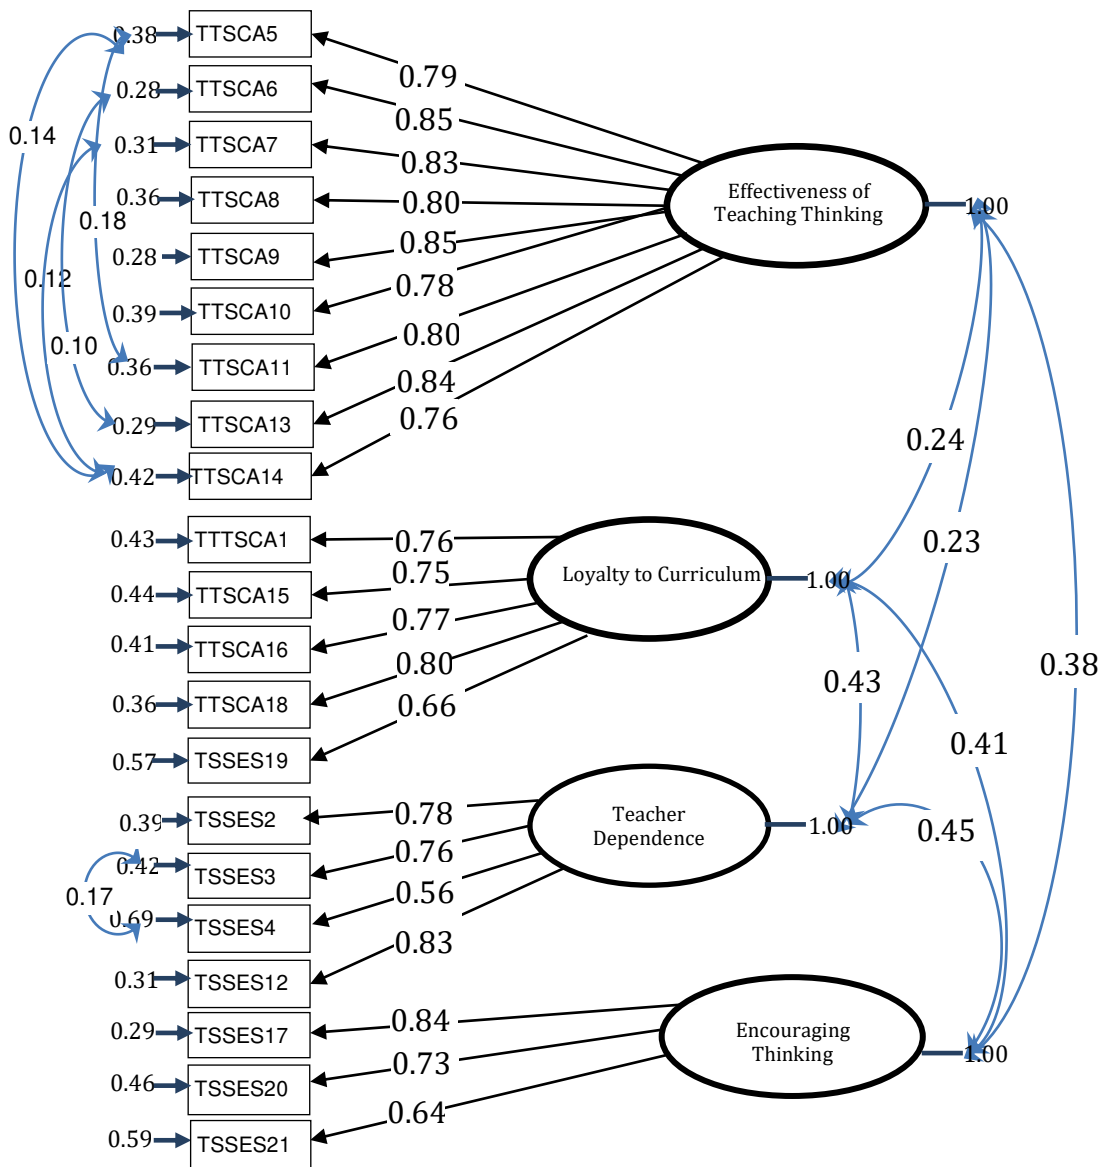 0.38 TTSCA5
0.79
0.28 TTSCA6
0.85
0.14
0.31 TTSCA7
0.83
0.36 TTSCA8
0.80
Effectiveness of
Teaching Thinking
1.00
0.18
0.28 TTSCA9
0.85
0.12
0.39 TTSCA10
0.78
0.10
0.36 TTSCA11
0.80
0.29 TTSCA13
0.84
0.76
0.42 TTSCA14
0.24
0.43 TTTSCA1
0.76
0.23
0.44 TTSCA15
0.75
Loyalty to Curriculum
1.00
0.41 TTSCA16
0.77
0.36 TTSCA18
0.80
0.66
0.43
0.38
0.57 TSSES19
0.41
0.39 TSSES2
0.78
Teacher
Dependence
1.00
0.45
0.42 TSSES3
0.76
0.17
0.69 TSSES4
0.56
0.31 TSSES12
0.83
0.29 TSSES17
0.84
Encouraging
Thinking
1.00
0.46 TSSES20
0.73
0.59 TSSES21
0.64